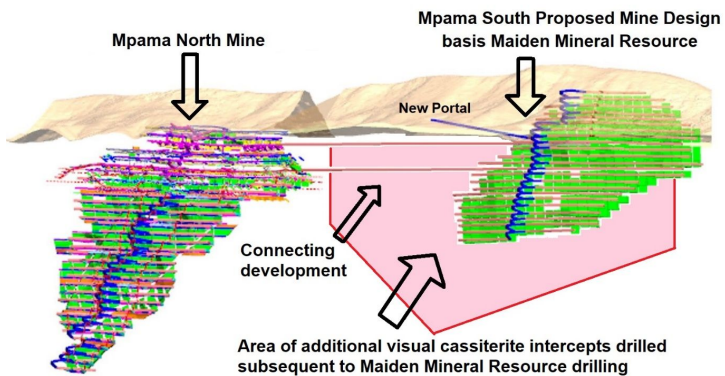 Mpama North Mine
Mpama South Proposed Mine Design
basis Maiden Mineral Resource
New Portal
Connecting
development
Area of additional visual cassiterite intercepts drilled
subsequent to Maiden Mineral Resource drilling